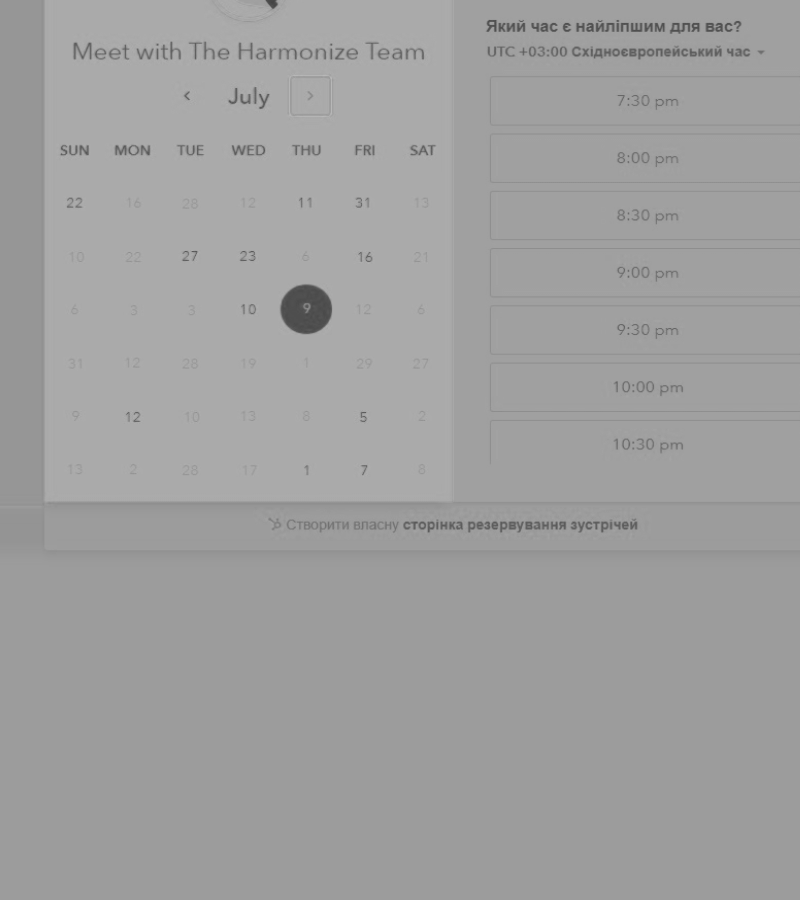 Meet with The Harmonize Team
July
SUN MON TUE WED THU FRI SAT
22 16 28 12 11 31 13
10 22 27 23 6 16 21
6 3 3 10 9 12 6
31 12 28 19 1 29 27
9 12 10 13 8 5 2
13 2 28 17 1 7 8
Який час є найліпшим для вас?
UTC +03:00 Східноєвропейський час
7:30 pm
8:00 pm
8:30 pm
9:00 pm
9:30 pm
10:00 pm
10:30 pm
Створити власну сторінка резервування зустрічей